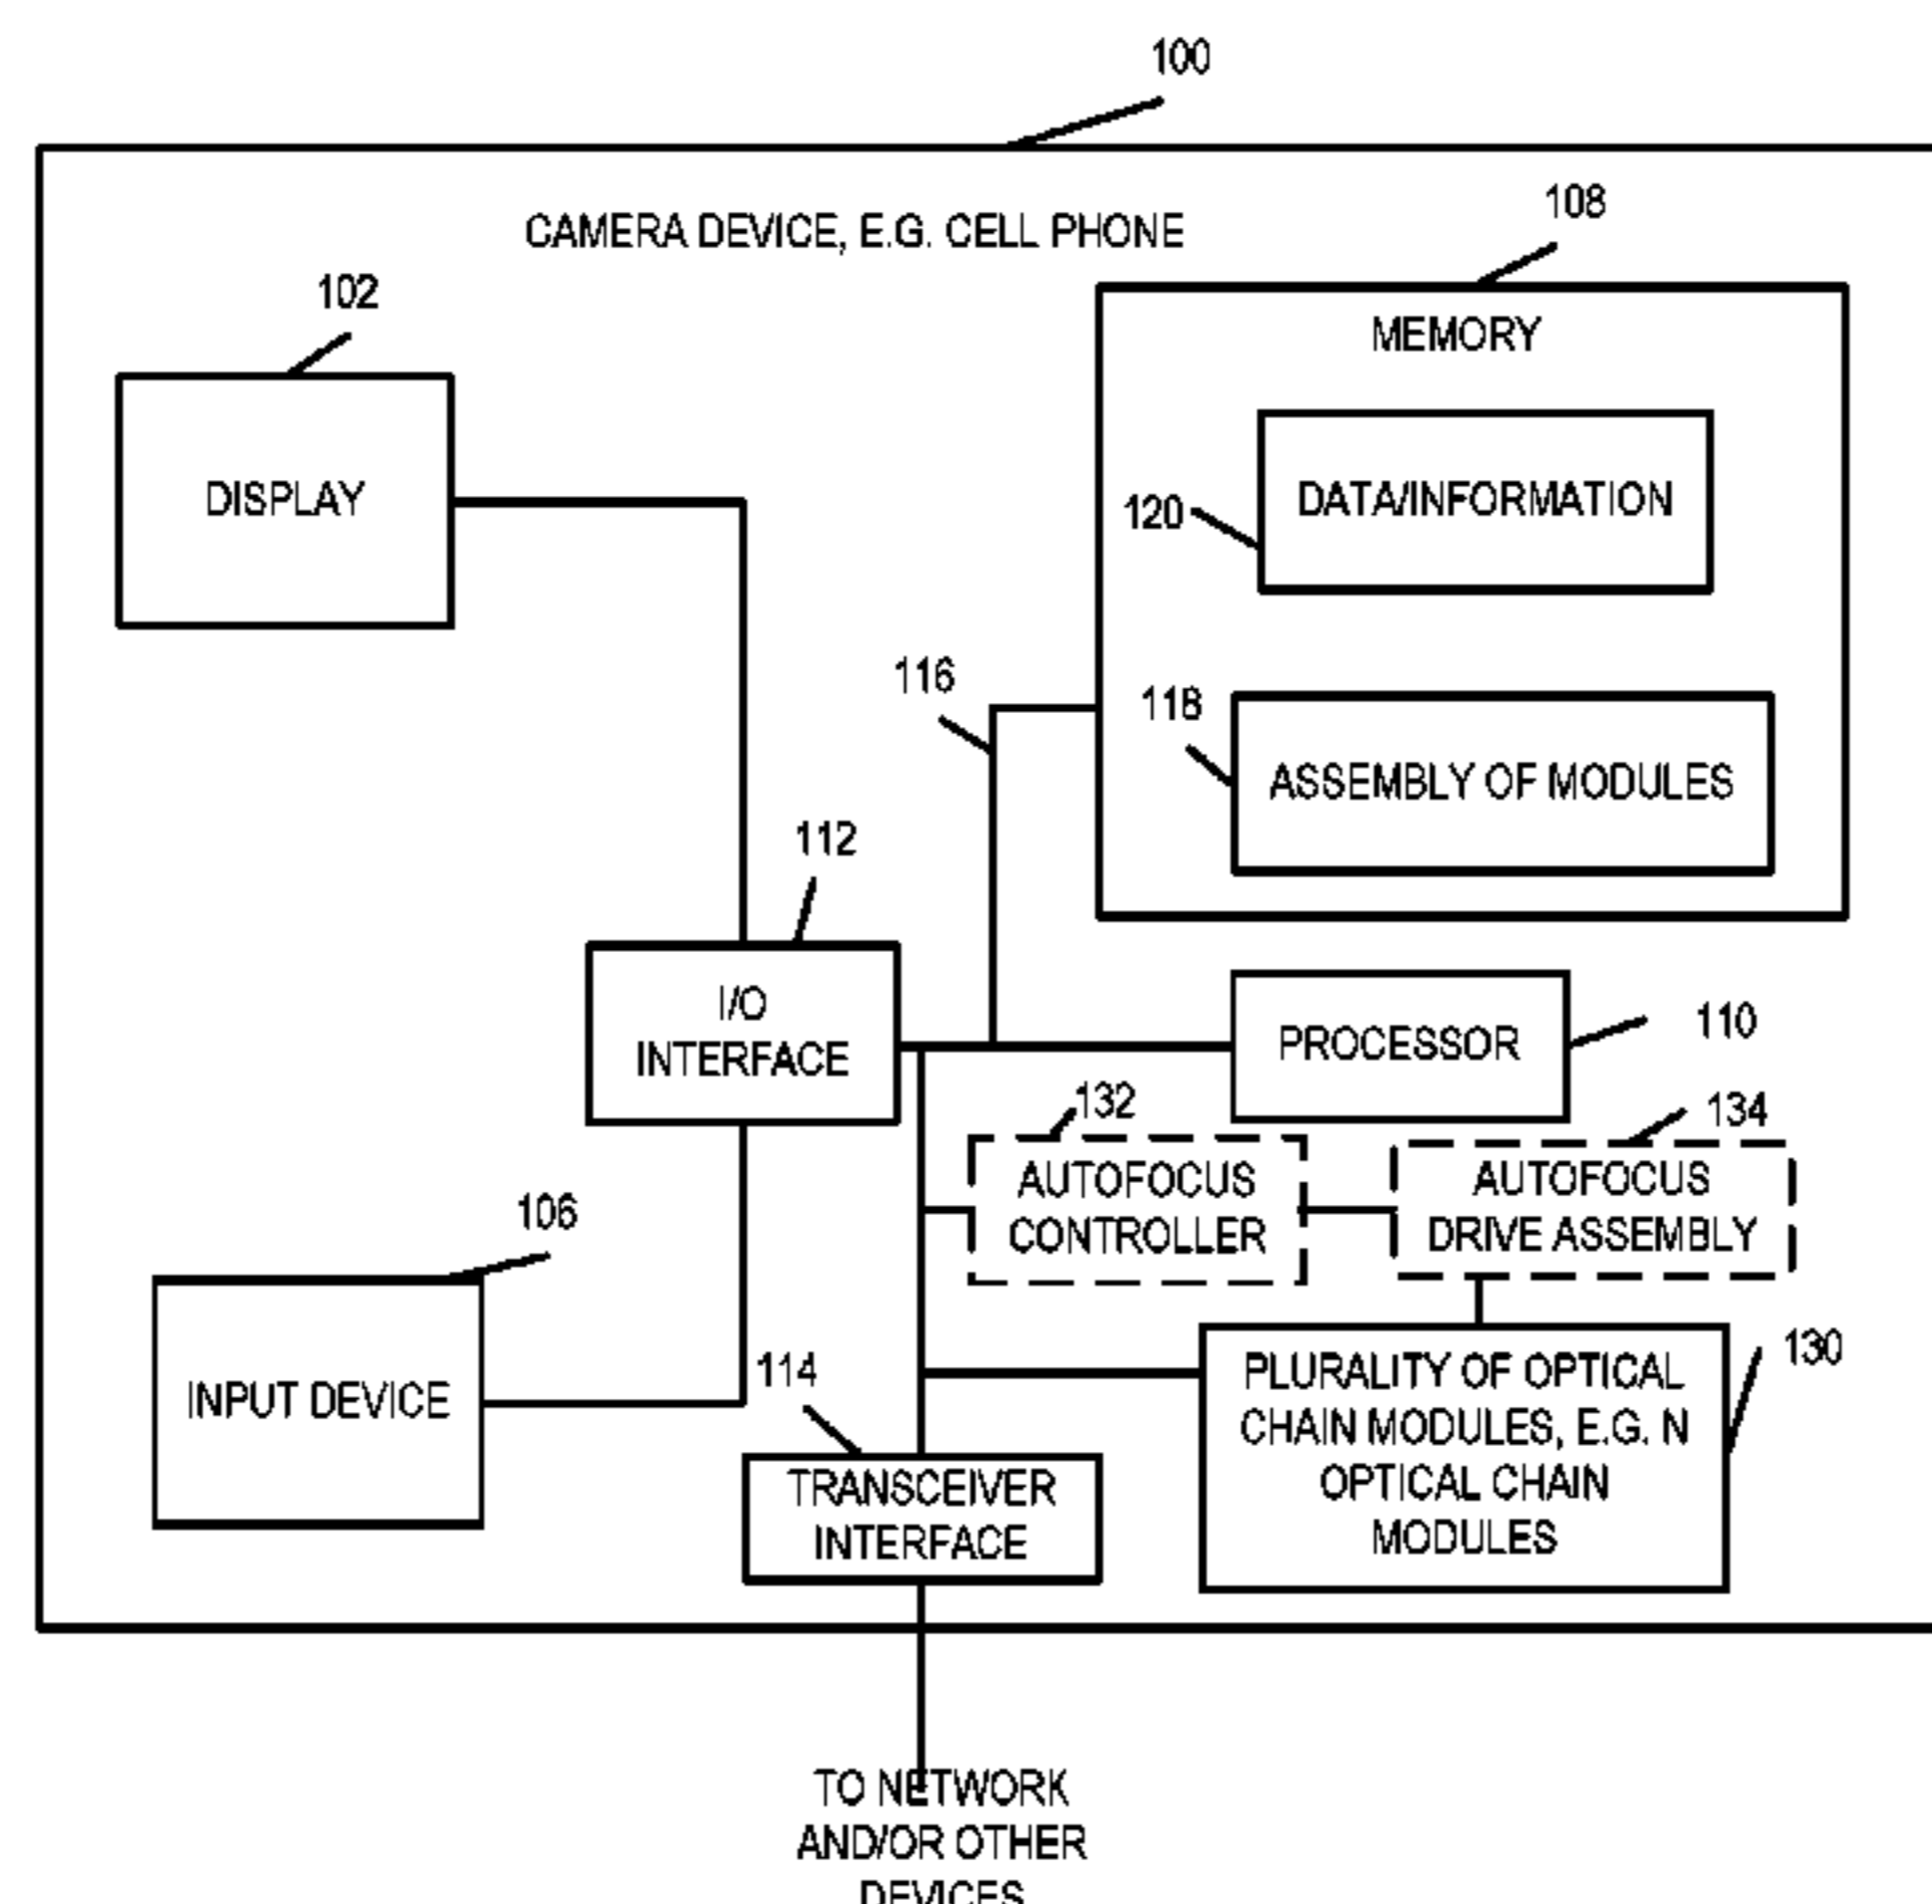 100
CAMERA DEVICE, E.G. CELL PHONE
108
102
MEMORY
DISPLAY
120
DATA/INFORMATION
116
118
ASSEMBLY OF MODULES
112
I/O
INTERFACE
PROCESSOR
110
132
134
AUTOFOCUS
CONTROLLER
AUTOFOCUS
DRIVE ASSEMBLY
106
INPUT DEVICE
114
TRANSCEIVER
INTERFACE
PLURALITY OF OPTICAL
CHAIN MODULES, E.G. N
OPTICAL CHAIN
MODULES
130
TO NETWORK
AND/OR OTHER
DEVICES